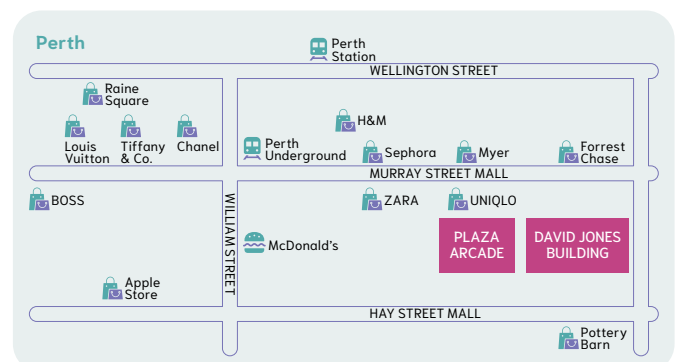 Perth
Perth
Station
WELLINGTON STREET
Raine
Square
H&M
Louis
Vuitton
Tiffany
& Co.
Chanel
Perth
Underground
Sephora
Myer
Forrest
Chase
MURRAY STREET MALL
BOSS
WILLIAM STREET
ZARA
UNIQLO
McDonald's
PLAZA
ARCADE
DAVID JONES
BUILDING
Apple
Store
HAY STREET MALL
Pottery
Barn